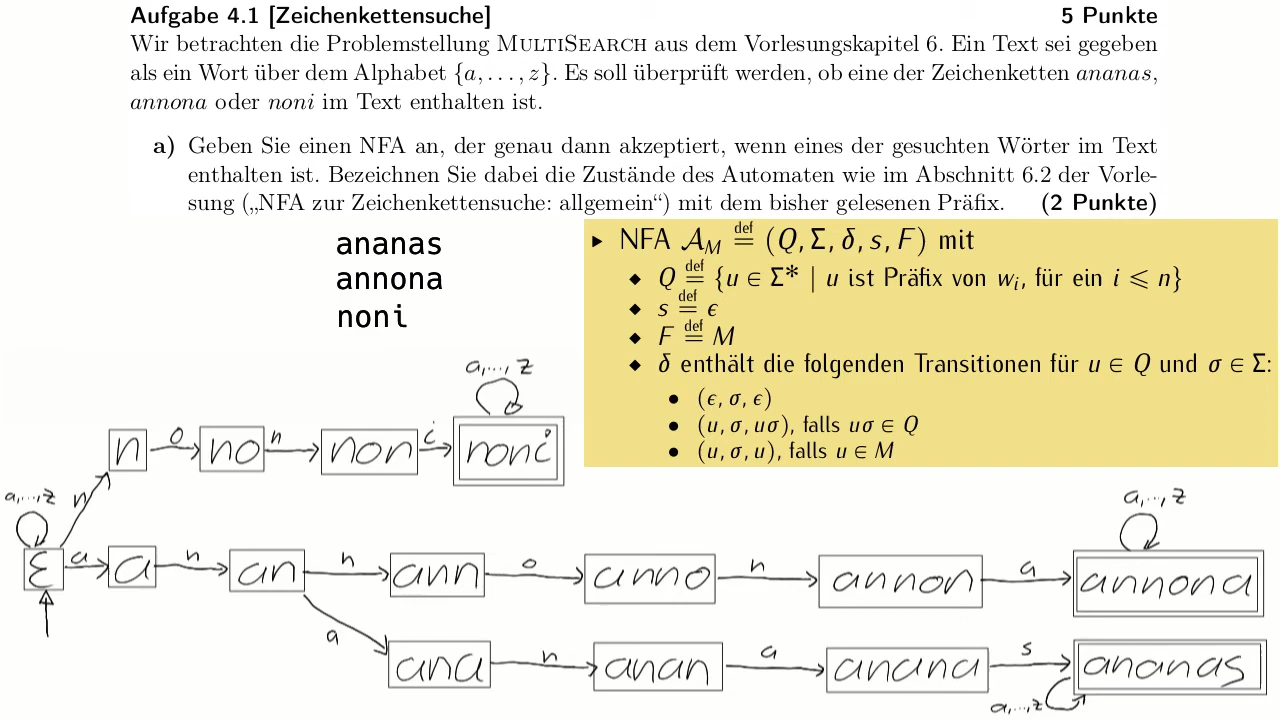 Aufgabe 4.1 [Zeichenkettensuche] 5 Punkte
Wir betrachten die Problemstellung MULTISEARCH aus dem Vorlesungskapitel 6. Ein Text sei gegeben
als ein Wort über dem Alphabet {a, . . . , z}. Es soll überprüft werden, ob eine der Zeichenketten ananas,
annona oder noni im Text enthalten ist.
a) Geben Sie einen NFA an, der genau dann akzeptiert, wenn eines der gesuchten Wörter im Text
enthalten ist. Bezeichnen Sie dabei die Zustände des Automaten wie im Abschnitt 6.2 der Vorle-
sung („NFA zur Zeichenkettensuche: allgemein“) mit dem bisher gelesenen Präfix. (2 Punkte)
ananas
annona
noni
▸ NFA 𝒜_M ≝ (Q, Σ, δ, s, F) mit
◆ Q ≝ {u ∈ Σ* | u ist Präfix von w_i, für ein i ⩽ n}
◆ s ≝ ϵ
◆ F ≝ M
◆ δ enthält die folgenden Transitionen für u ∈ Q und σ ∈ Σ:
● (ϵ, σ, ϵ)
● (u, σ, uσ), falls uσ ∈ Q
● (u, σ, u), falls u ∈ M
a,...,z
n o no n non i noni
a,...,z n
a,...,z
ε a a n an n ann o anno n annon a annona
a ana n anan a anana s ananas
a,...,z